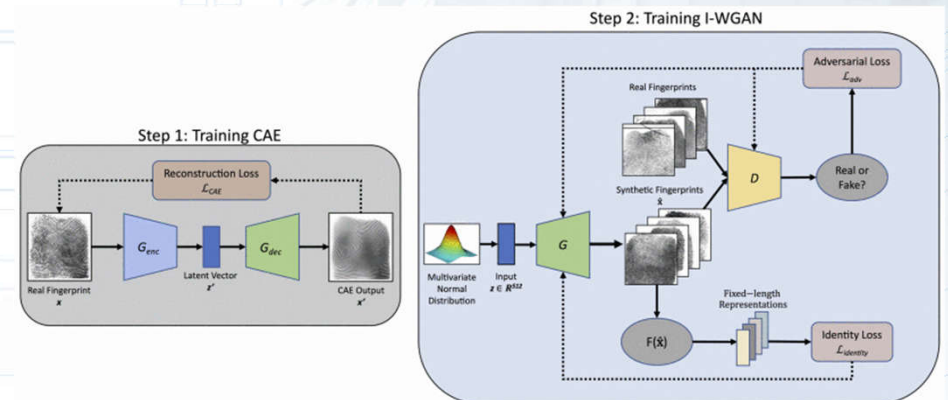 Step 2: Training I-WGAN
Step 1: Training CAE
Reconstruction Loss
ℒCAE
Genc
Gdec
Latent Vector
z'
Real Fingerprint
x
CAE Output
x'
Adversarial Loss
ℒadv
Real Fingerprints
D
Real or
Fake?
Synthetic Fingerprints
x̂
G
Multivariate
Normal
Distribution
Input
z ∈ R⁵¹²
Fixed−length
Representations
F(x̂)
Identity Loss
ℒidentity